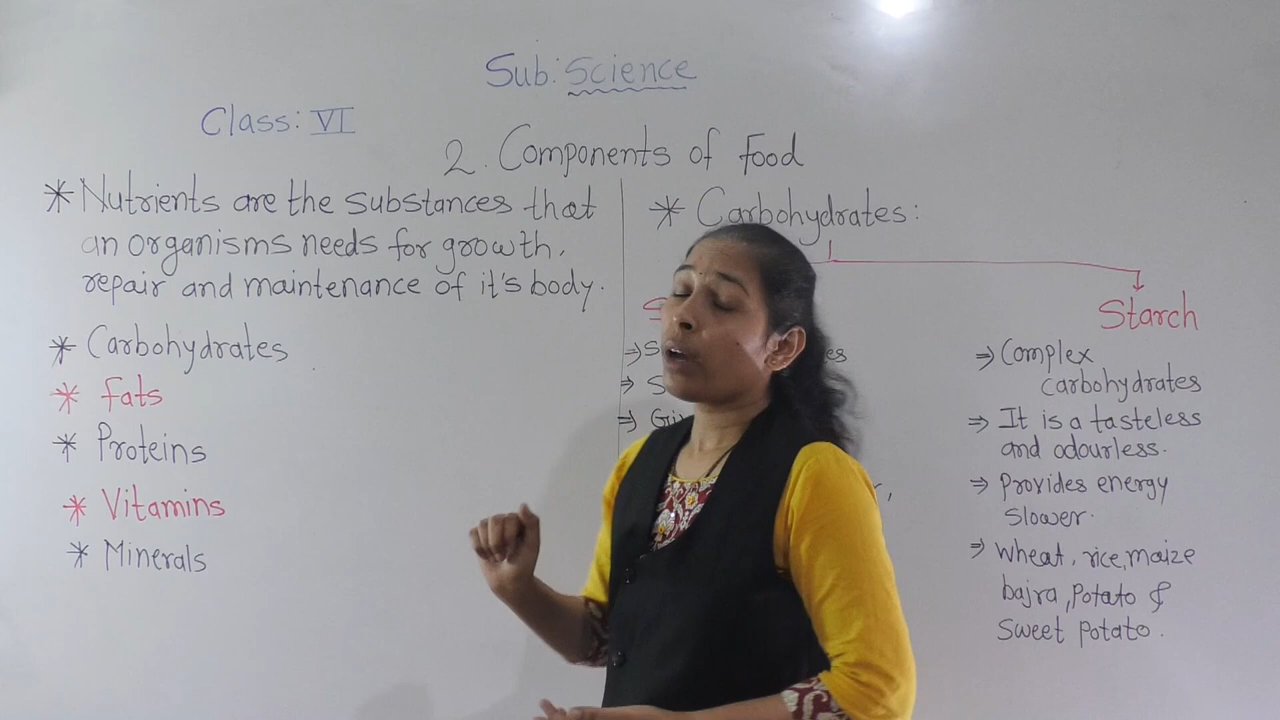 Sub: Science
Class: VI
2. Components of Food
* Nutrients are the substances that
an organisms needs for growth,
repair and maintenance of it's body.
* Carbohydrates
* Fats
* Proteins
* Vitamins
* Minerals
* Carbohydrates:
Starch
⇒ Complex
carbohydrates
⇒ It is a tasteless
and odourless.
⇒ Provides energy
slower.
⇒ Wheat, rice, maize
bajra, Potato &
Sweet Potato.